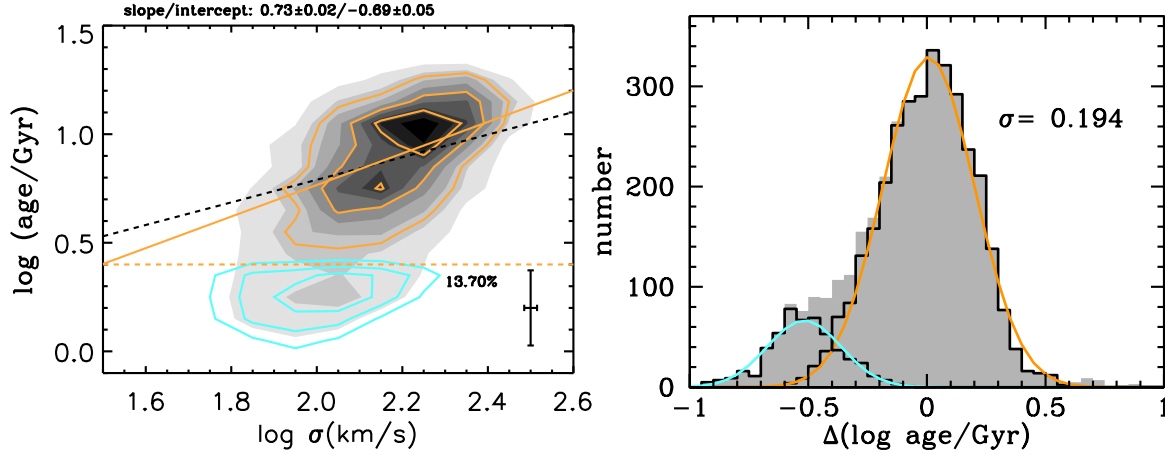 slope/intercept: 0.73±0.02/−0.69±0.05
log (age/Gyr)
1.5
1.0
0.5
0.0
13.70%
1.6 1.8 2.0 2.2 2.4 2.6
log σ(km/s)
number
300
200
100
0
σ= 0.194
−1 −0.5 0 0.5 1
Δ(log age/Gyr)